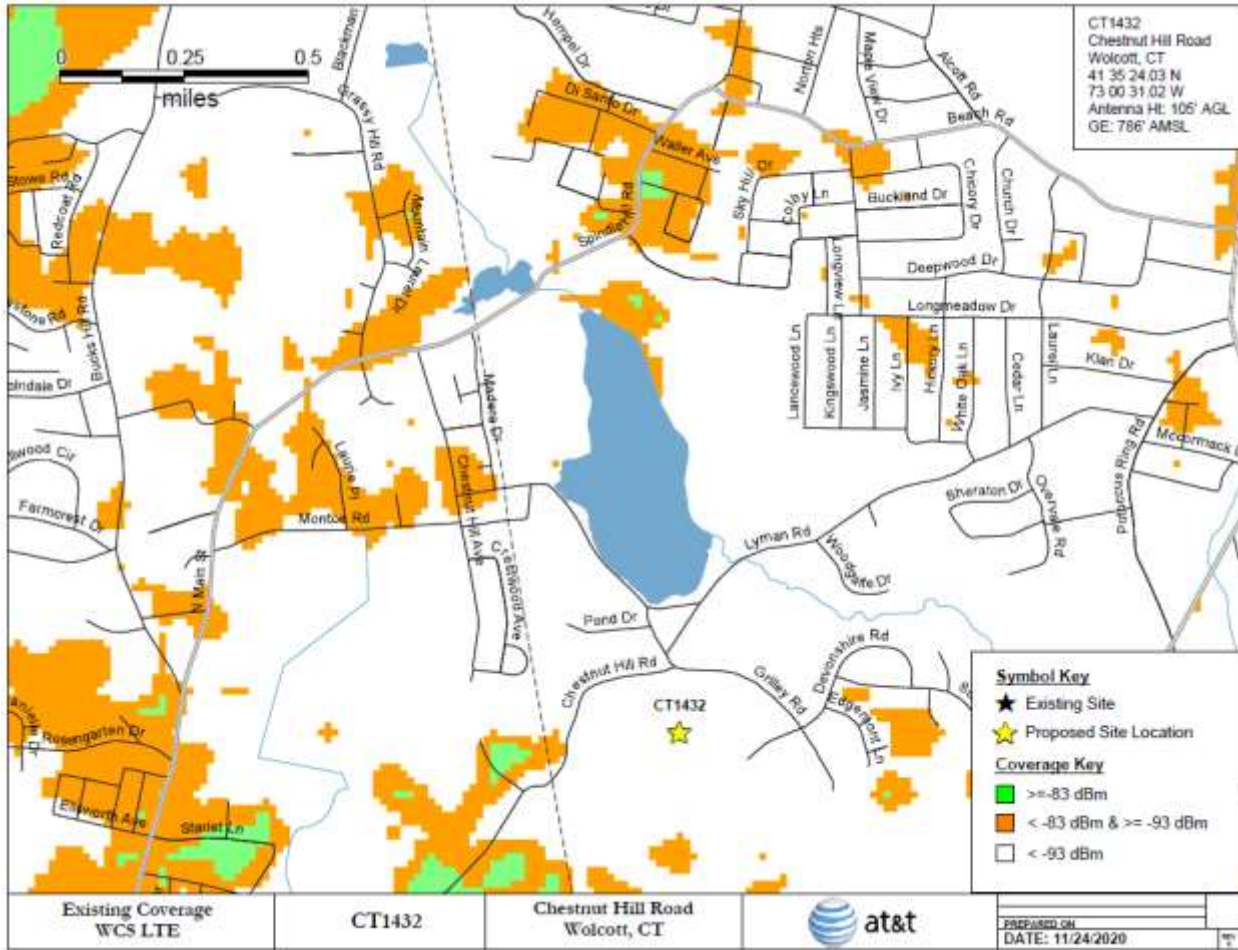 CT1432
Chestnut Hill Road
Wolcott, CT
41 35 24.03 N
73 00 31.02 W
Antenna Ht: 105' AGL
GE: 786' AMSL
0 0.25 0.5
miles
Blackman
Grassy Hill Rd
Hempel Dr
Di Santo Dr
Waller Ave
Spindle Hill Rd
Norton Hts
Maple View Dr
Alcott Rd
Beach Rd
Sky Hill Dr
Buckland Dr
Chicory Dr
Church Dr
Deepwood Dr
Longview Ln
Longmeadow Dr
Stowe Rd
Redcoat Rd
Mountain Laurel Dr
Bucks Hill Rd
Lancewood Ln
Kingswood Ln
Jasmine Ln
Ivy Ln
Hickory Ln
White Oak Ln
Cedar Ln
Laurel Ln
Madera Dr
Laurie Pl
Chestnut Hill Ave
Farmcrest Dr
N Main St
Sheraton Dr
Overvale Rd
Lyman Rd
Woodgate Dr
Pond Dr
Chestnut Hill Rd
Grilley Rd
Devonshire Rd
Edgemont Ln
CT1432
Rosengarten Dr
Ellsworth Ave
Starlet Ln
Symbol Key
Existing Site
Proposed Site Location
Coverage Key
>=-83 dBm
< -83 dBm & >= -93 dBm
< -93 dBm
Existing Coverage
WCS LTE
CT1432
Chestnut Hill Road
Wolcott, CT
at&t
PREPARED ON
DATE: 11/24/2020